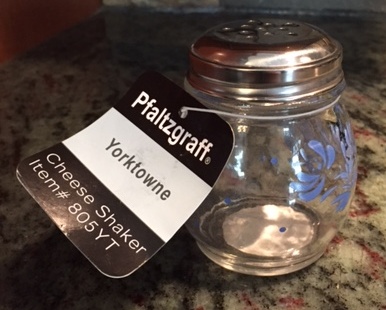 Pfaltzgraff®
Yorktowne
Cheese Shaker
Item# 805YT